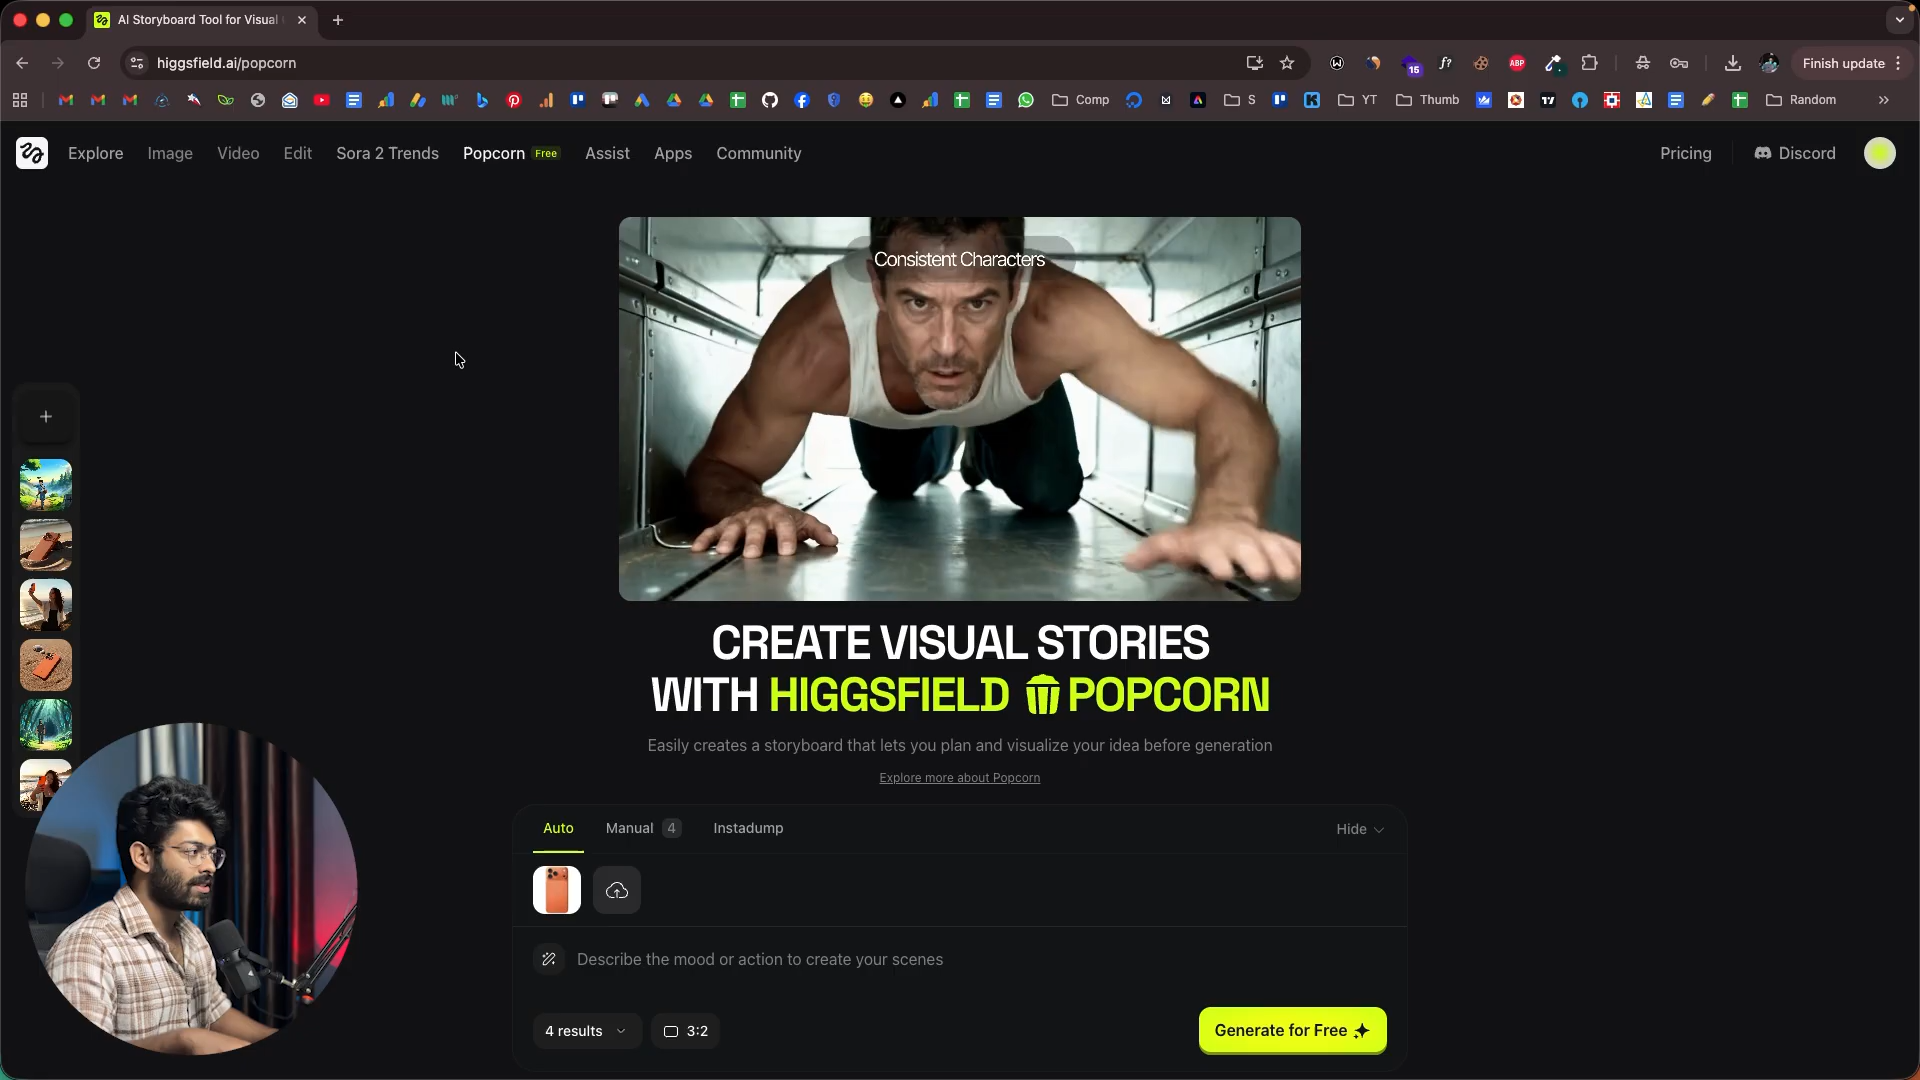 AI Storyboard Tool for Visual
higgsfield.ai/popcorn
15
f?
ABP
Finish update
Comp
S
YT
Thumb
Random
Explore
Image
Video
Edit
Sora 2 Trends
Popcorn Free
Assist
Apps
Community
Pricing
Discord
Consistent Characters
CREATE VISUAL STORIES
WITH HIGGSFIELD POPCORN
Easily creates a storyboard that lets you plan and visualize your idea before generation
Explore more about Popcorn
Auto
Manual 4
Instadump
Hide
Describe the mood or action to create your scenes
4 results
3:2
Generate for Free